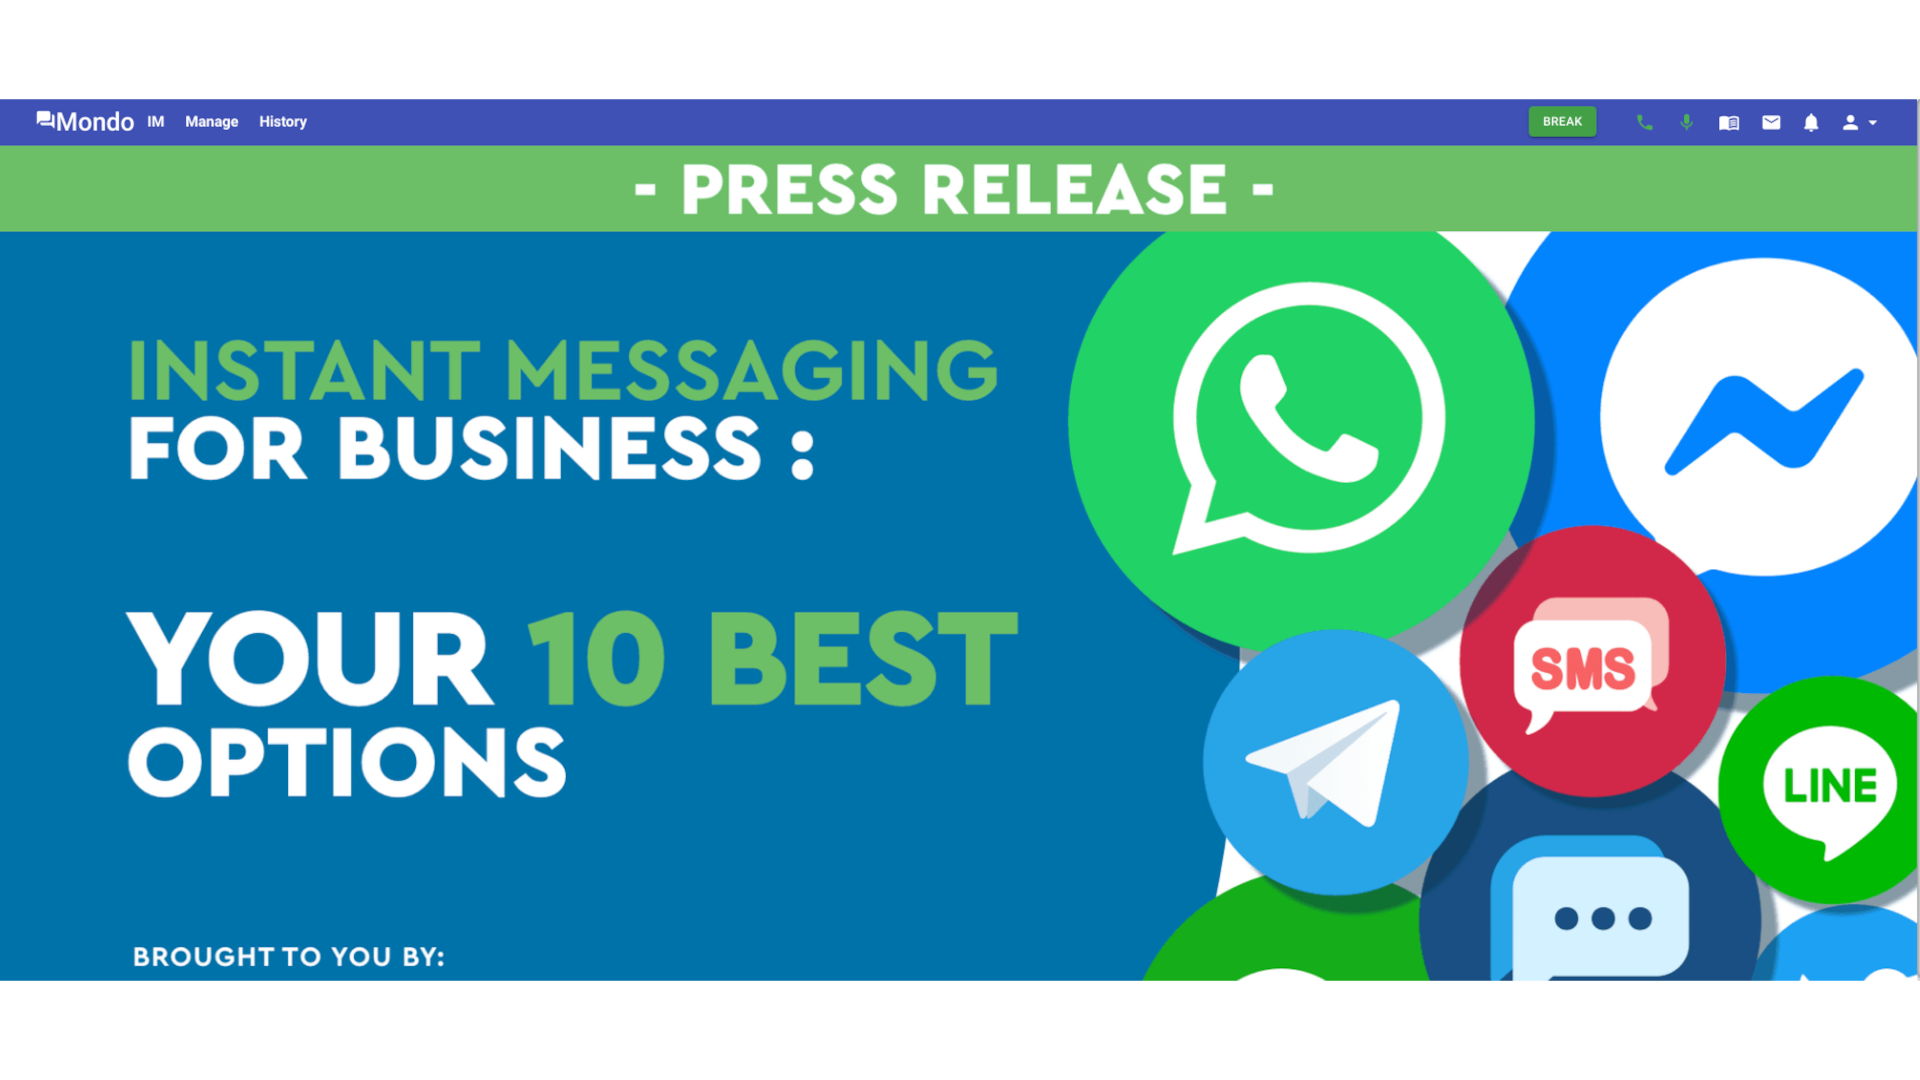 Mondo IM Manage History BREAK
- PRESS RELEASE -
INSTANT MESSAGING
FOR BUSINESS :
YOUR 10 BEST
OPTIONS
SMS
LINE
BROUGHT TO YOU BY: